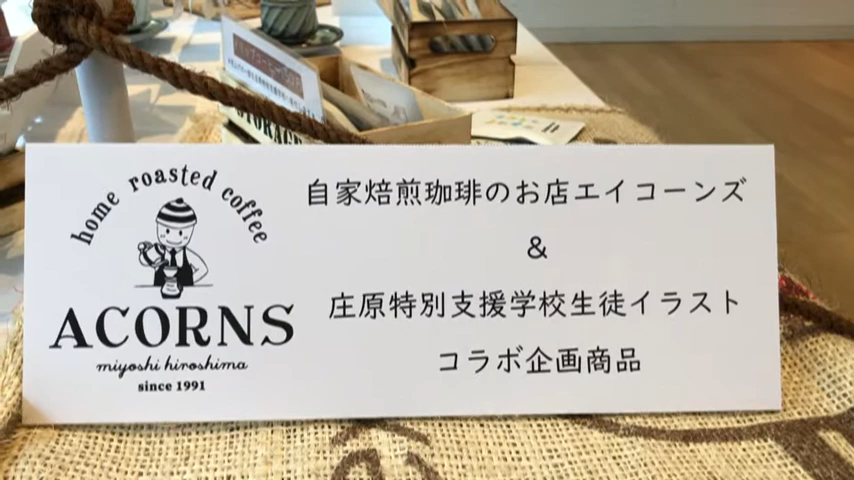 home roasted coffee
ACORNS
miyoshi hiroshima
since 1991
自家焙煎珈琲のお店エイコーンズ
&
庄原特別支援学校生徒イラスト
コラボ企画商品
STORAGE